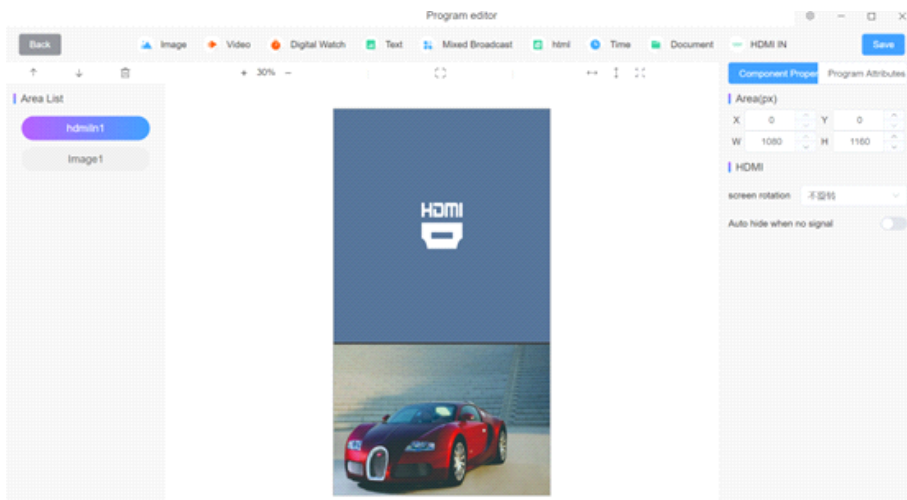 Program editor
Back Image Video Digital Watch Text Mixed Broadcast html Time Document HDMI IN Save
+ 30% −
Component Proper Program Attributes
Area List
Area(px)
hdmiIn1
X 0 Y 0
Image1
W 1080 H 1160
HDMI
screen rotation 不旋转
HDMI
Auto hide when no signal